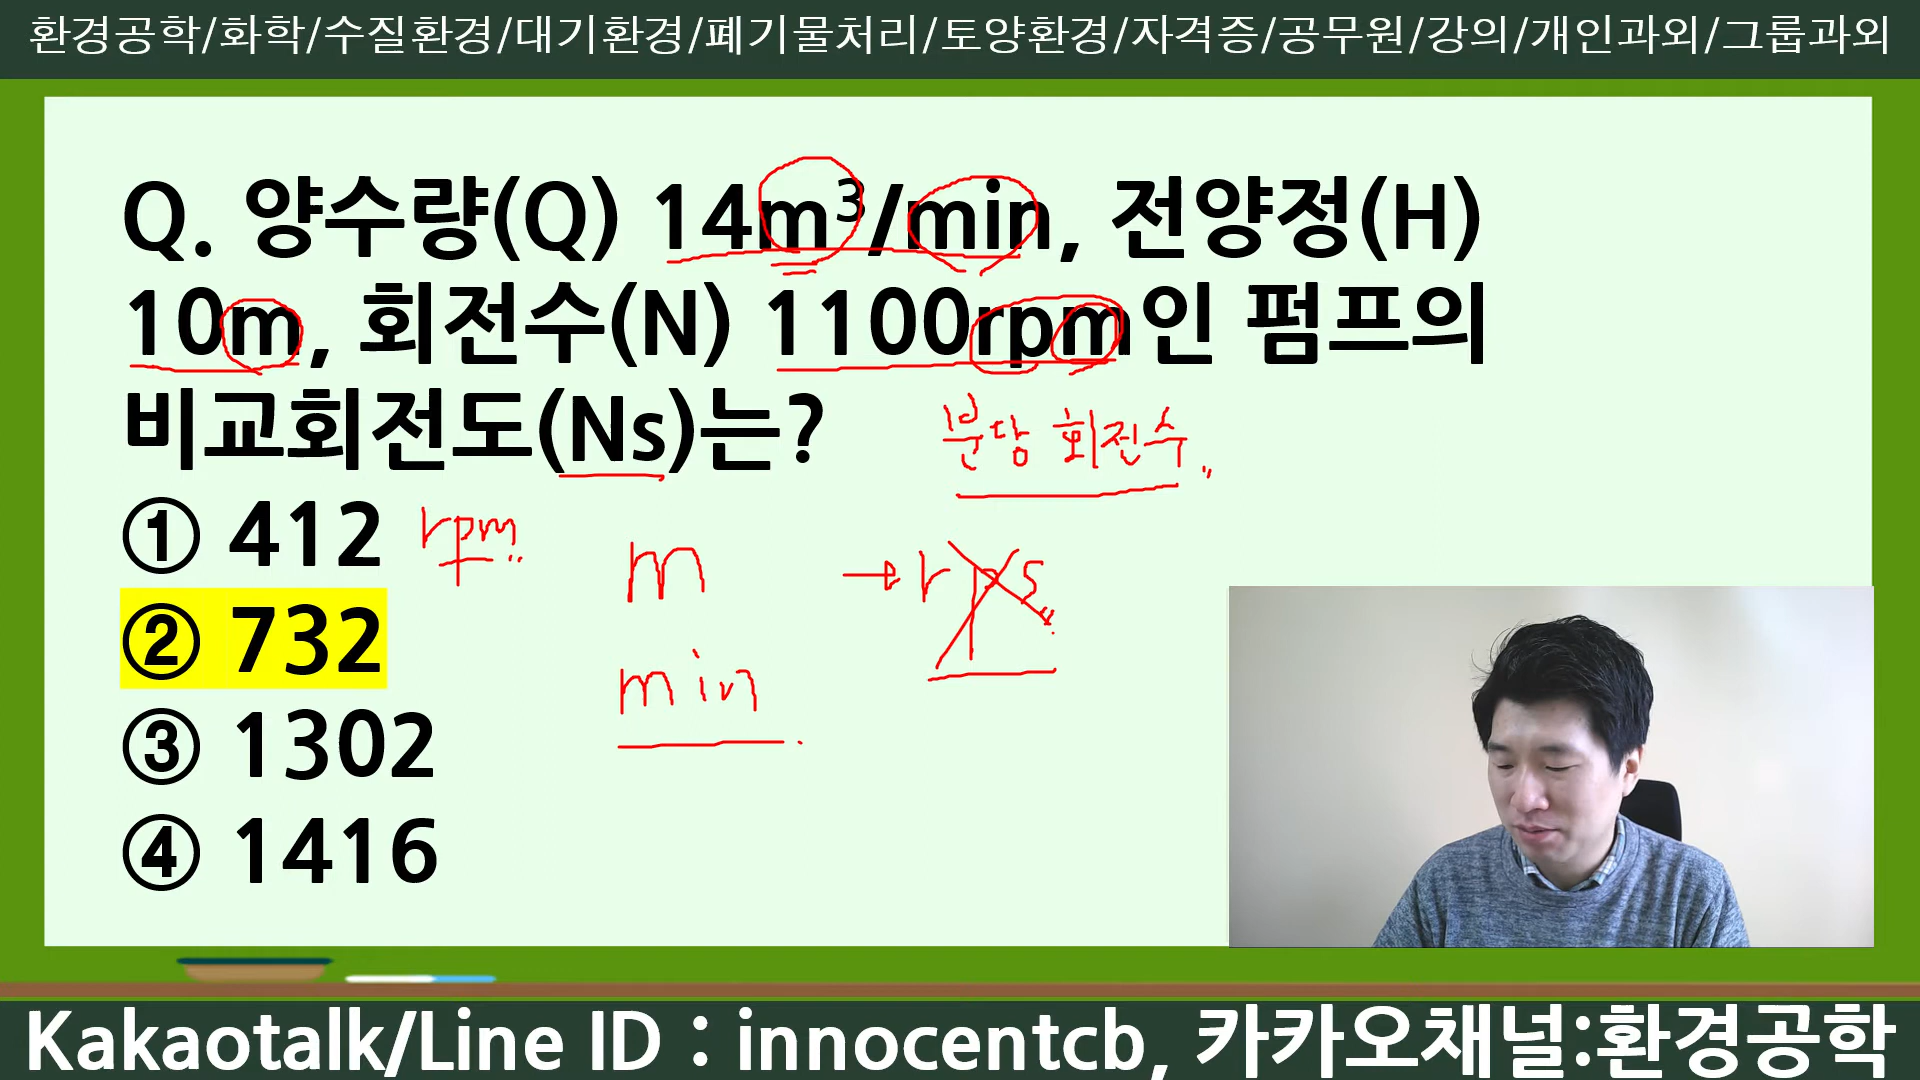 환경공학/화학/수질환경/대기환경/폐기물처리/토양환경/자격증/공무원/강의/개인과외/그룹과외
Q. 양수량(Q) 14m³/min, 전양정(H)
10m, 회전수(N) 1100rpm인 펌프의
비교회전도(Ns)는?
분당 회전수
① 412 rpm
m → rps
② 732
min
③ 1302
④ 1416
Kakaotalk/Line ID : innocentcb, 카카오채널:환경공학